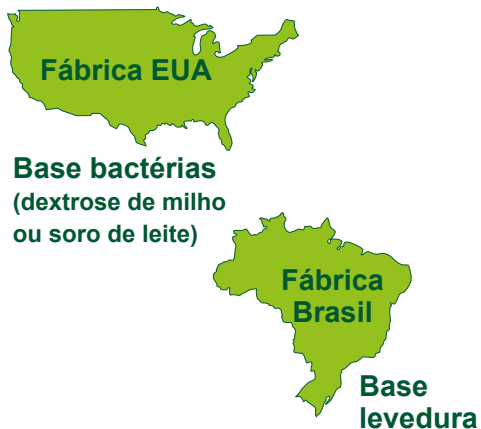 Fábrica EUA
Base bactérias
(dextrose de milho
ou soro de leite)
Fábrica
Brasil
Base
levedura